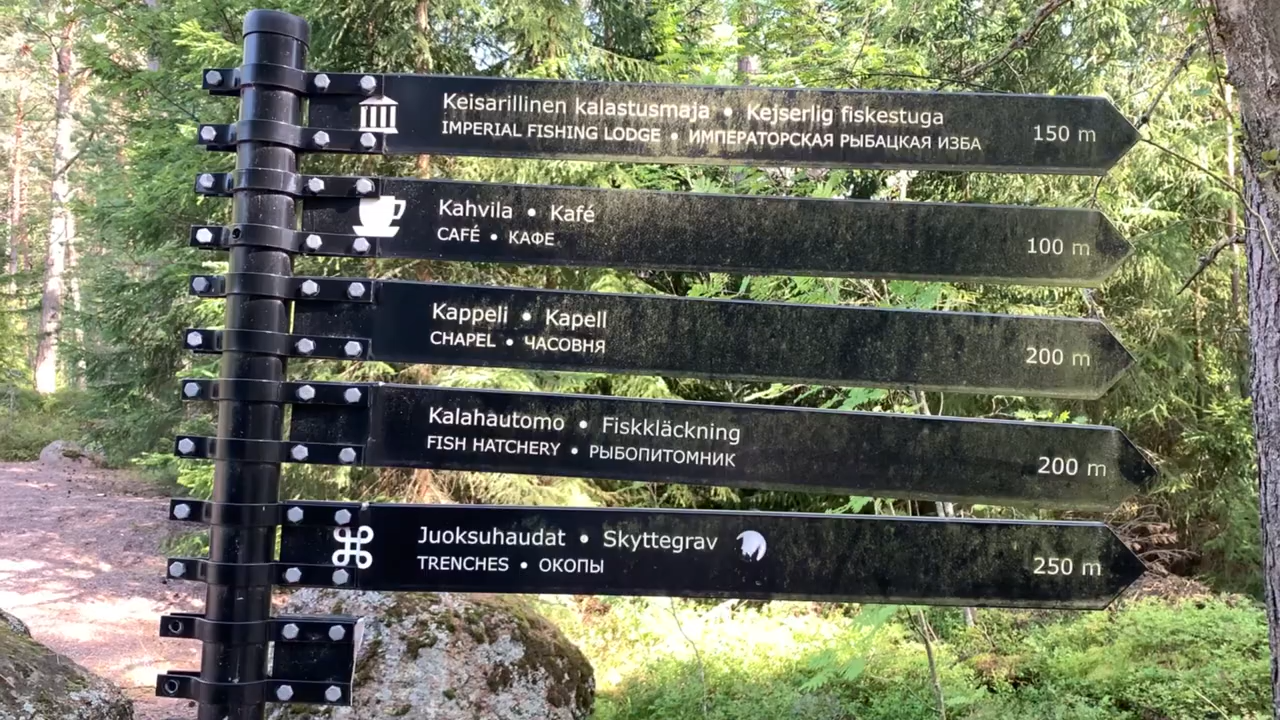 Keisarillinen kalastusmaja • Kejserlig fiskestuga
IMPERIAL FISHING LODGE • ИМПЕРАТОРСКАЯ РЫБАЦКАЯ ИЗБА
150 m
Kahvila • Kafé
CAFÉ • КАФЕ
100 m
Kappeli • Kapell
CHAPEL • ЧАСОВНЯ
200 m
Kalahautomo • Fiskkläckning
FISH HATCHERY • РЫБОПИТОМНИК
200 m
Juoksuhaudat • Skyttegrav
TRENCHES • ОКОПЫ
250 m